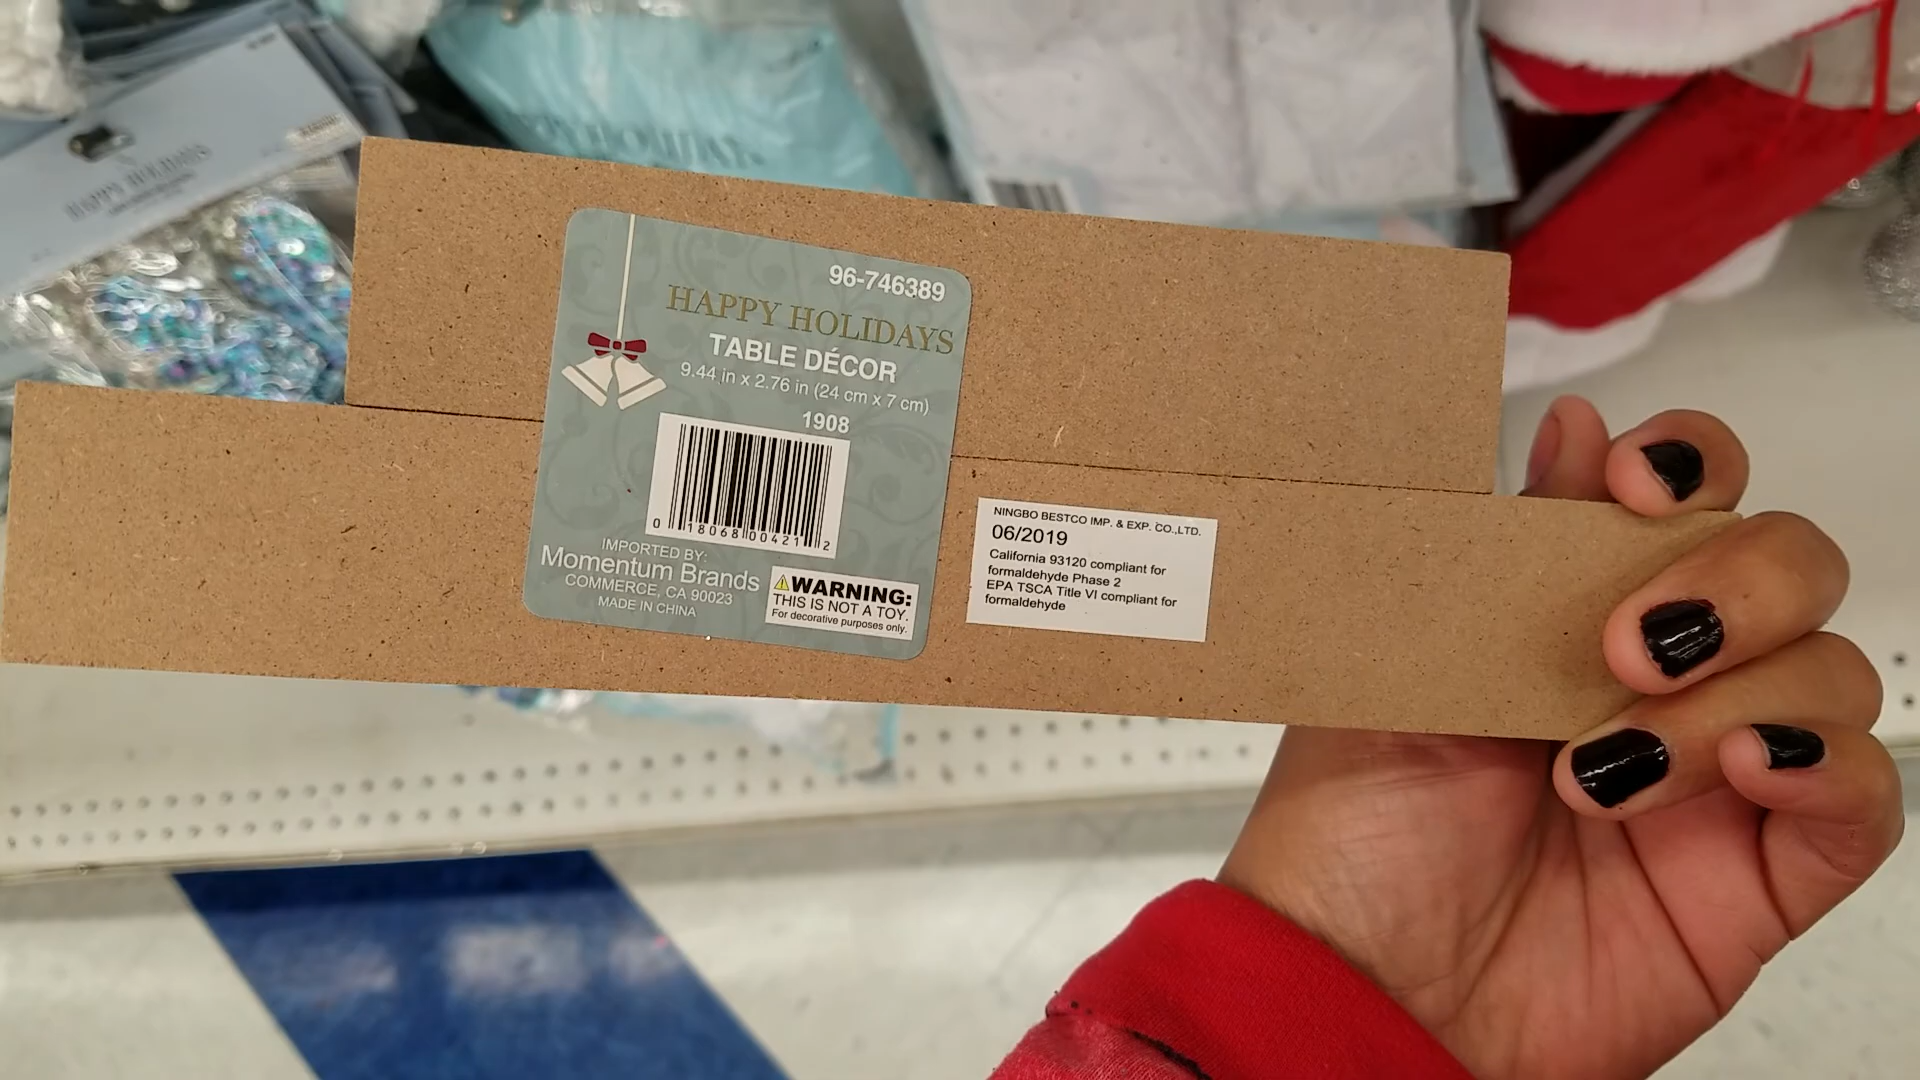 HAPPY HOLIDAYS
96-746389
HAPPY HOLIDAYS
TABLE DÉCOR
9.44 in x 2.76 in (24 cm x 7 cm)
1908
0 18068 00421 2
IMPORTED BY:
Momentum Brands
COMMERCE, CA 90023
MADE IN CHINA
WARNING:
THIS IS NOT A TOY.
For decorative purposes only.
NINGBO BESTCO IMP. & EXP. CO.,LTD.
06/2019
California 93120 compliant for
formaldehyde Phase 2
EPA TSCA Title VI compliant for
formaldehyde